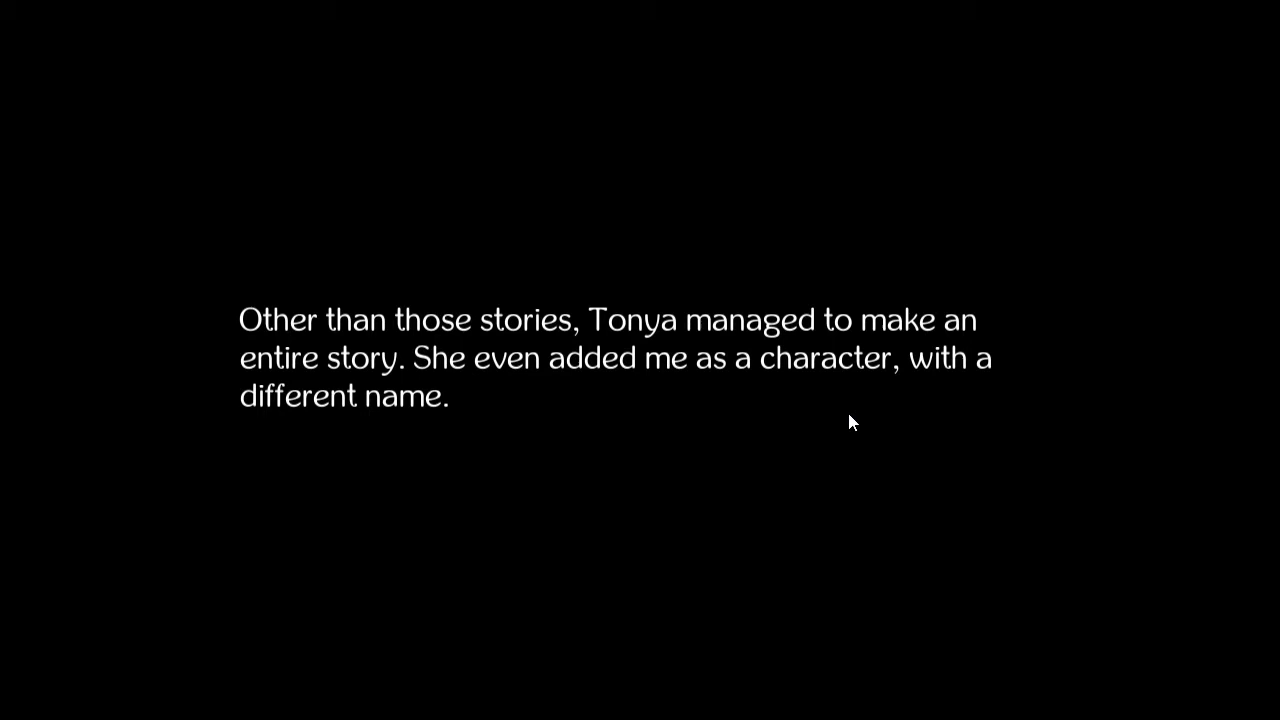 Other than those stories, Tonya managed to make an
entire story. She even added me as a character, with a
different name.